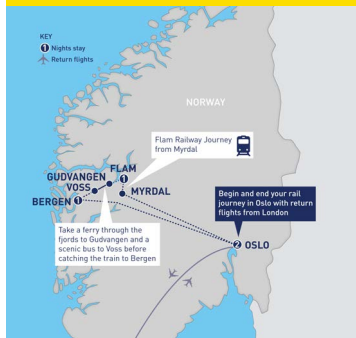 KEY
1 Nights stay
Return flights
NORWAY
Flam Railway Journey
from Myrdal
FLAM
1
GUDVANGEN
VOSS
MYRDAL
BERGEN 1
Begin and end your rail
journey in Oslo with return
flights from London
2 OSLO
Take a ferry through the
fjords to Gudvangen and a
scenic bus to Voss before
catching the train to Bergen